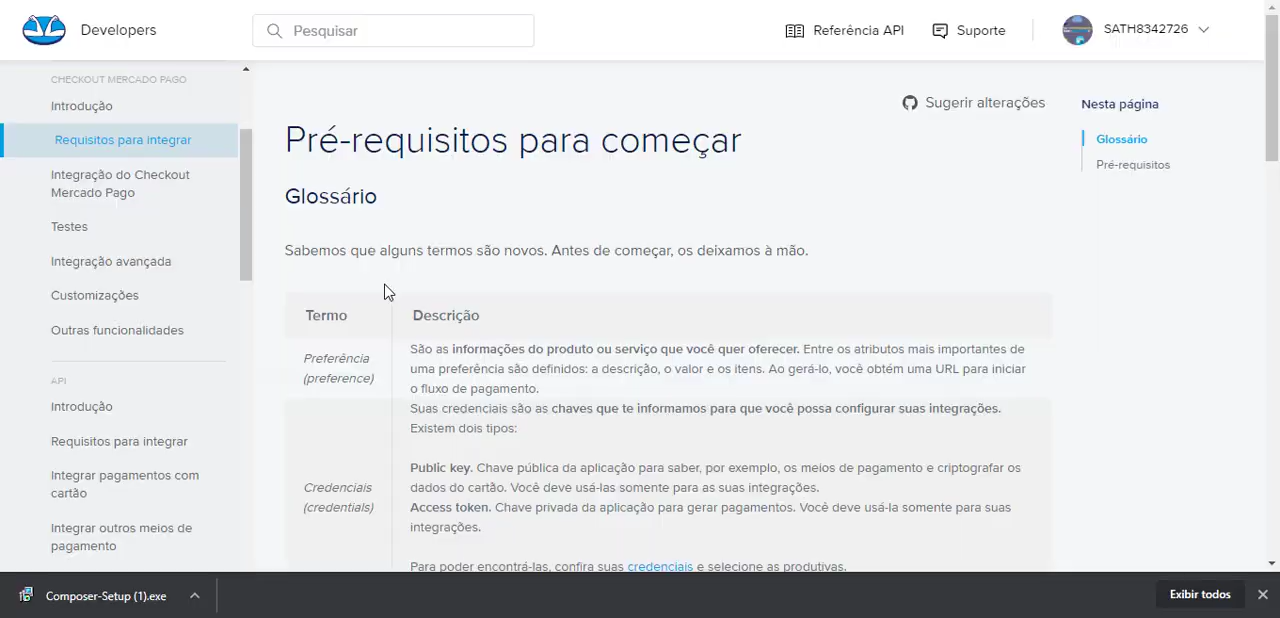 Developers
Pesquisar
Referência API
Suporte
SATH8342726
CHECKOUT MERCADO PAGO
Introdução
Requisitos para integrar
Integração do Checkout
Mercado Pago
Testes
Integração avançada
Customizações
Outras funcionalidades
API
Introdução
Requisitos para integrar
Integrar pagamentos com
cartão
Integrar outros meios de
pagamento
Sugerir alterações
Pré-requisitos para começar
Glossário
Sabemos que alguns termos são novos. Antes de começar, os deixamos à mão.
Termo
Descrição
Preferência
(preference)
São as informações do produto ou serviço que você quer oferecer. Entre os atributos mais importantes de
uma preferência são definidos: a descrição, o valor e os itens. Ao gerá-lo, você obtém uma URL para iniciar
o fluxo de pagamento.
Credenciais
(credentials)
Suas credenciais são as chaves que te informamos para que você possa configurar suas integrações.
Existem dois tipos:
Public key. Chave pública da aplicação para saber, por exemplo, os meios de pagamento e criptografar os
dados do cartão. Você deve usá-las somente para as suas integrações.
Access token. Chave privada da aplicação para gerar pagamentos. Você deve usá-la somente para suas
integrações.
Para poder encontrá-las, confira suas credenciais e selecione as produtivas.
Nesta página
Glossário
Pré-requisitos
Composer-Setup (1).exe
Exibir todos